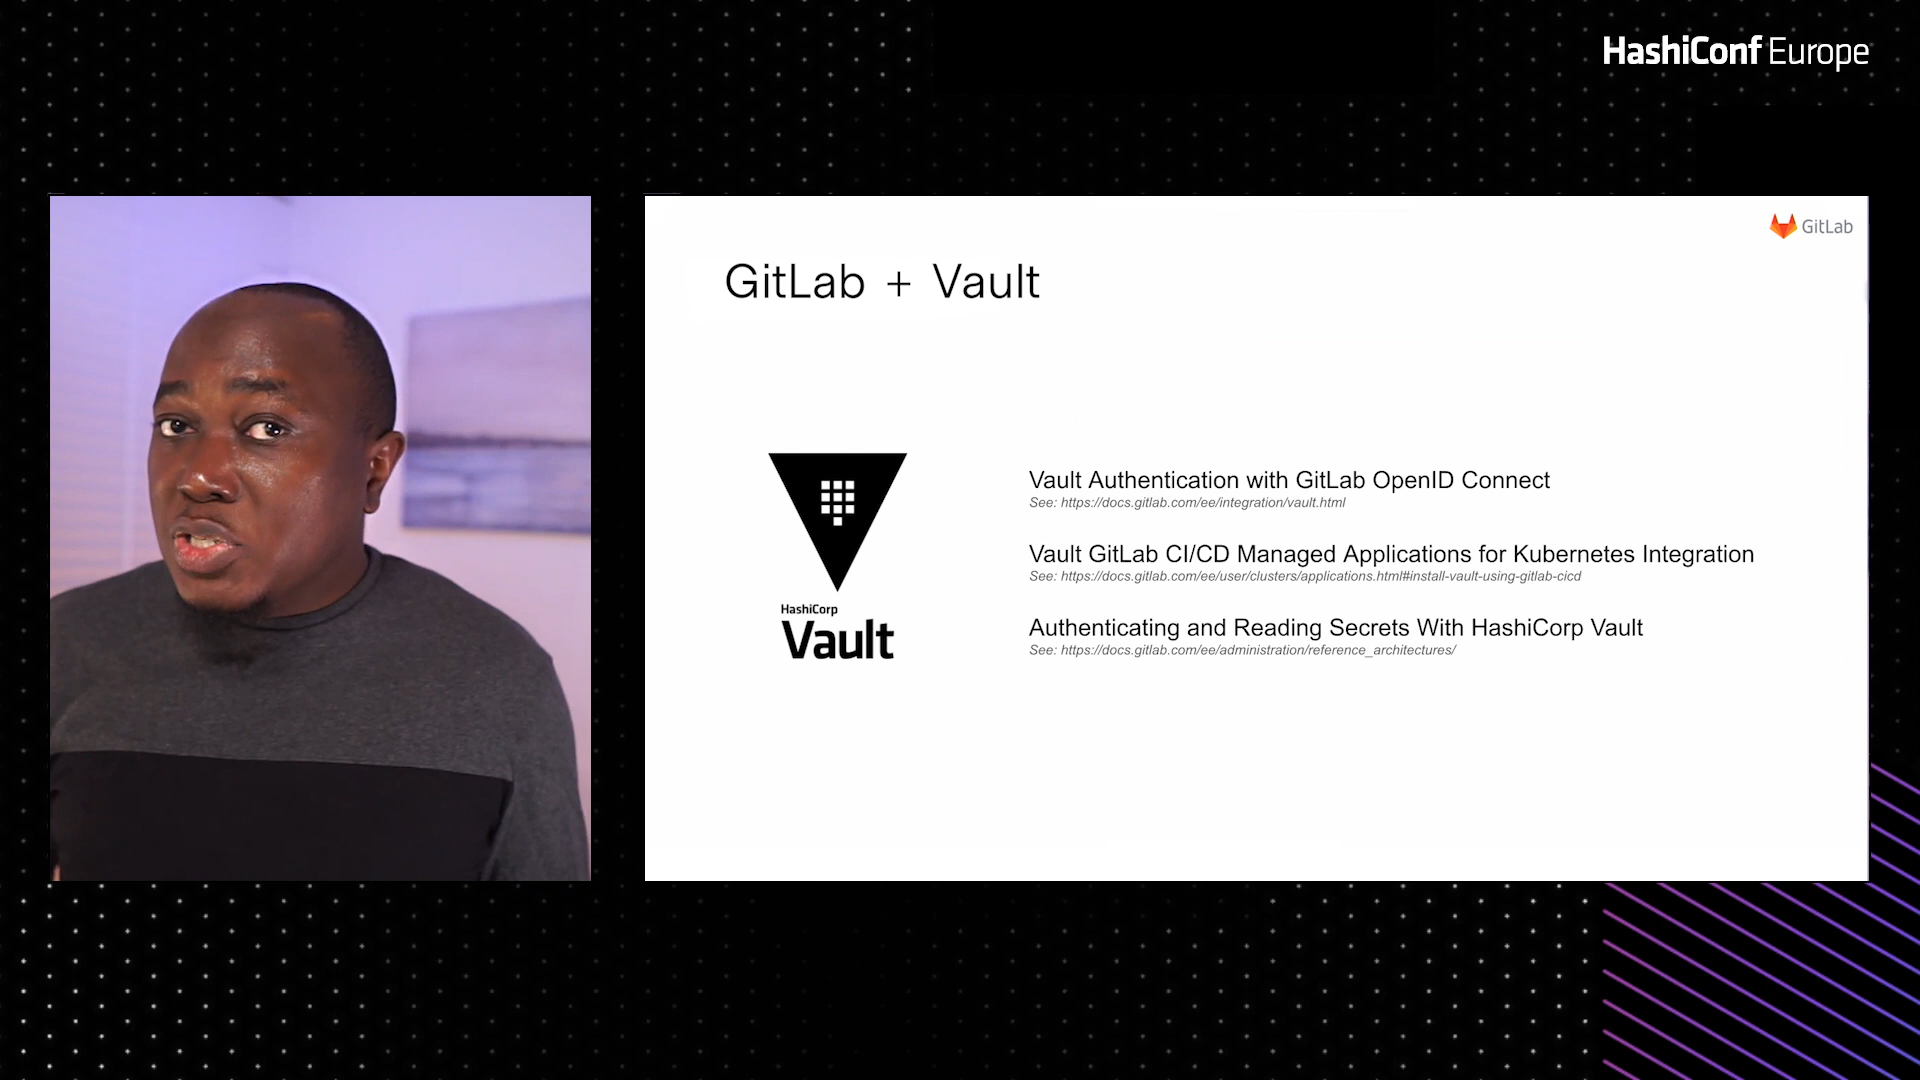 HashiConf Europe
GitLab
GitLab + Vault
Vault Authentication with GitLab OpenID Connect
See: https://docs.gitlab.com/ee/integration/vault.html
Vault GitLab CI/CD Managed Applications for Kubernetes Integration
See: https://docs.gitlab.com/ee/user/clusters/applications.html#install-vault-using-gitlab-cicd
Authenticating and Reading Secrets With HashiCorp Vault
See: https://docs.gitlab.com/ee/administration/reference_architectures/
HashiCorp
Vault